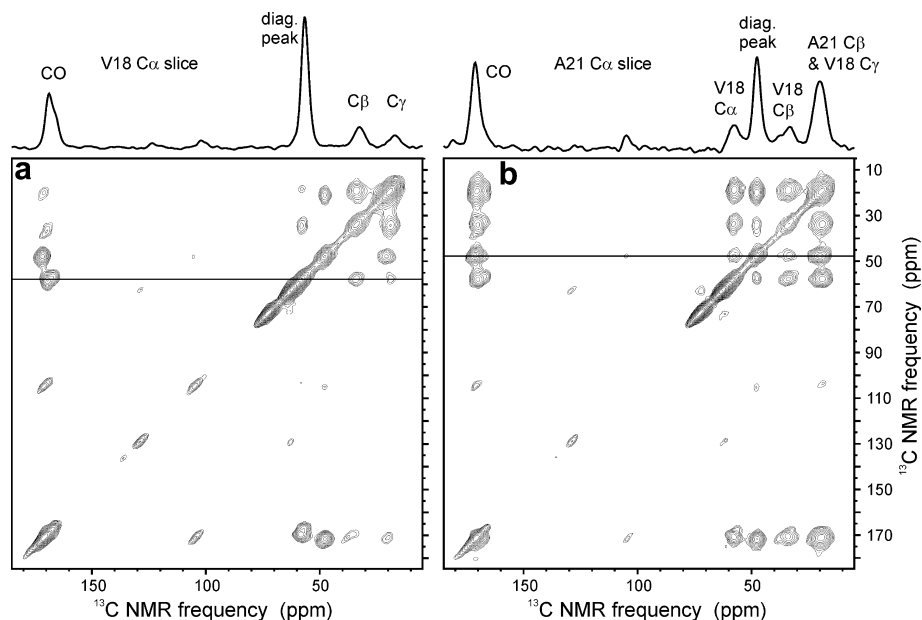 diag.
peak
V18 Cα slice
CO
Cβ
Cγ
diag.
peak
A21 Cβ
& V18 Cγ
A21 Cα slice
V18
Cα
V18
Cβ
CO
a
b
10
30
50
70
90
110
130
150
170
13C NMR frequency (ppm)
150
100
50
13C NMR frequency (ppm)
150
100
50
13C NMR frequency (ppm)